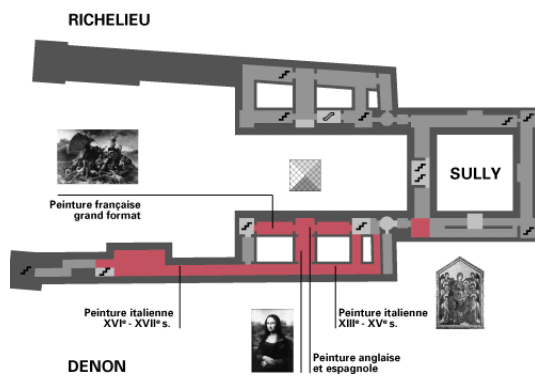 RICHELIEU
SULLY
Peinture française
grand format
Peinture italienne
XVIᵉ - XVIIᵉ s.
Peinture italienne
XIIIᵉ - XVᵉ s.
Peinture anglaise
et espagnole
DENON